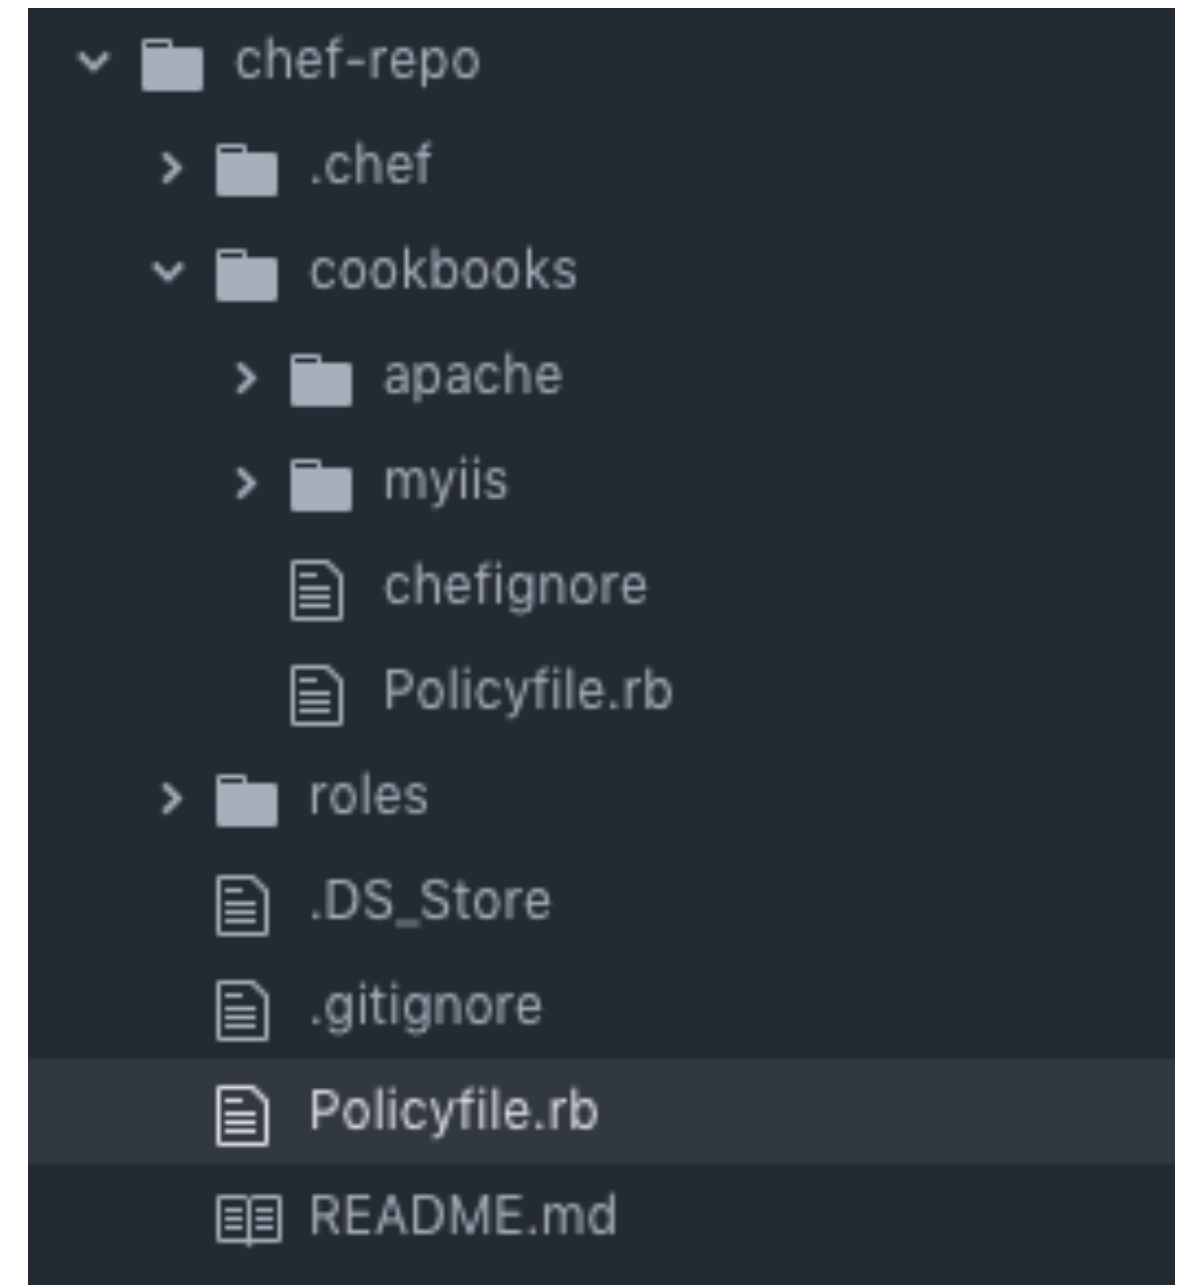 chef-repo
.chef
cookbooks
apache
myiis
chefignore
Policyfile.rb
roles
.DS_Store
.gitignore
Policyfile.rb
README.md